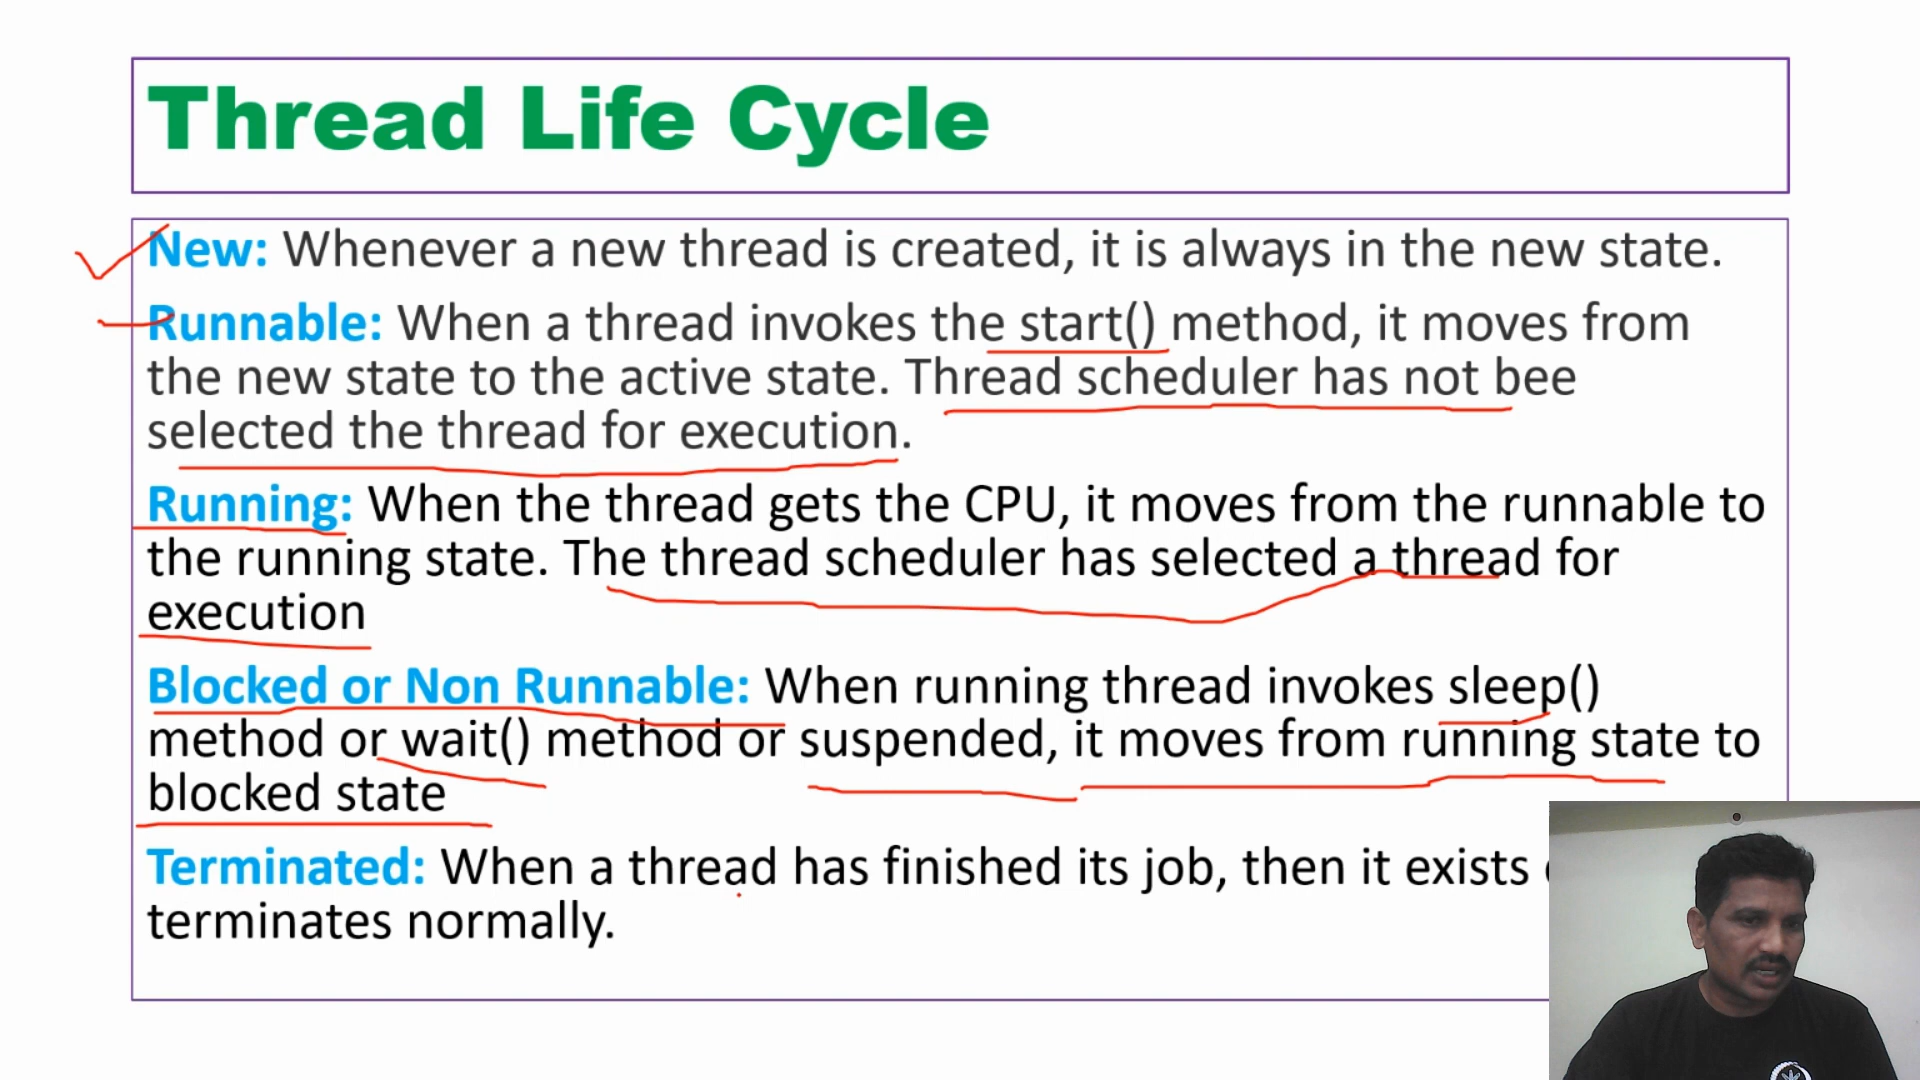 Thread Life Cycle
New: Whenever a new thread is created, it is always in the new state.
Runnable: When a thread invokes the start() method, it moves from
the new state to the active state. Thread scheduler has not bee
selected the thread for execution.
Running: When the thread gets the CPU, it moves from the runnable to
the running state. The thread scheduler has selected a thread for
execution
Blocked or Non Runnable: When running thread invokes sleep()
method or wait() method or suspended, it moves from running state to
blocked state
Terminated: When a thread has finished its job, then it exists
terminates normally.